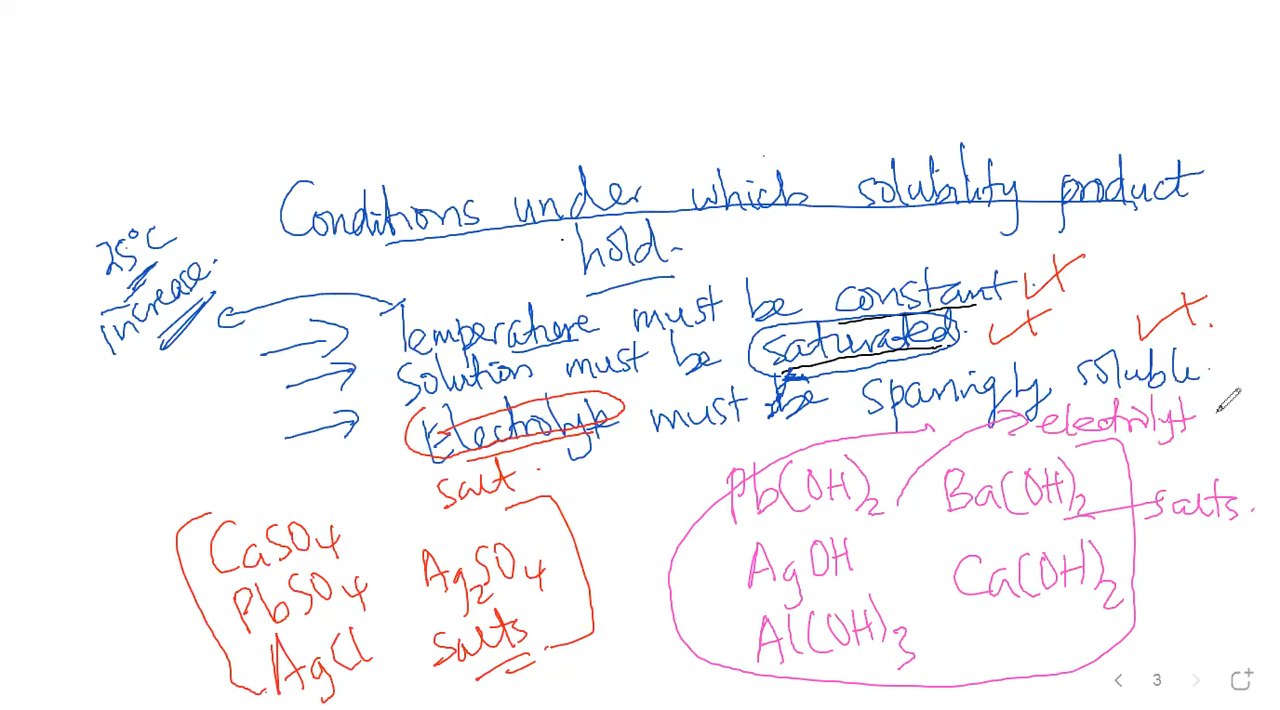 Conditions under which solubility product
hold.
25°C
increase.
Temperature must be constant
Solution must be saturated.
Electrolyt must be sparingly soluble.
salt.
electrolyt
CaSO4
PbSO4
AgCl
Ag2SO4
salts
Pb(OH)2
Ba(OH)2
salts.
AgOH
Ca(OH)2
Al(OH)3
3